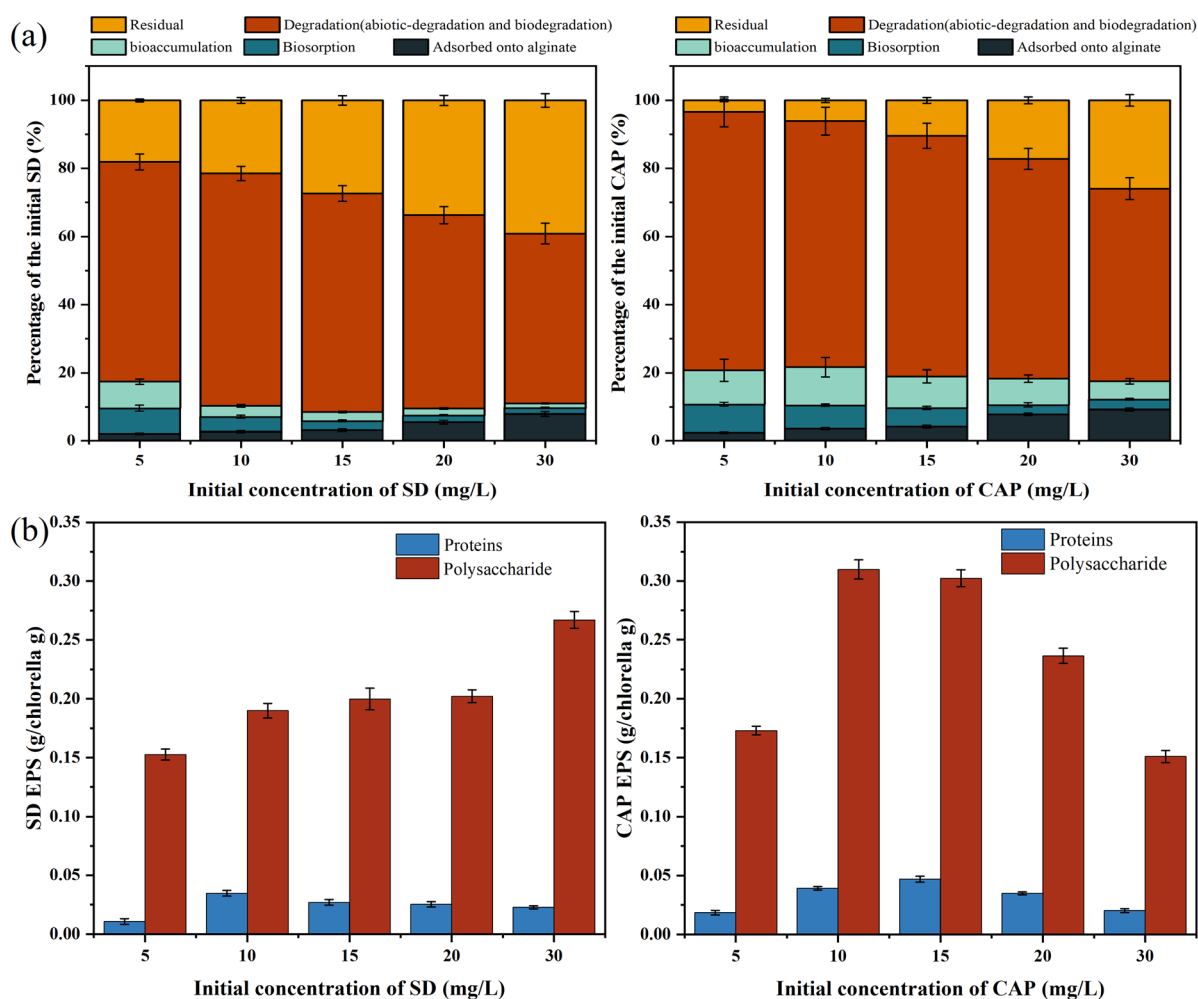 (a)
Residual
Degradation(abiotic-degradation and biodegradation)
bioaccumulation
Biosorption
Adsorbed onto alginate
Percentage of the initial SD (%)
100
80
60
40
20
0
5
10
15
20
30
Initial concentration of SD (mg/L)
Residual
Degradation(abiotic-degradation and biodegradation)
bioaccumulation
Biosorption
Adsorbed onto alginate
Percentage of the initial CAP (%)
100
80
60
40
20
0
5
10
15
20
30
Initial concentration of CAP (mg/L)
(b)
Proteins
Polysaccharide
SD EPS (g/chlorella g)
0.35
0.30
0.25
0.20
0.15
0.10
0.05
0.00
5
10
15
20
30
Initial concentration of SD (mg/L)
Proteins
Polysaccharide
CAP EPS (g/chlorella g)
0.35
0.30
0.25
0.20
0.15
0.10
0.05
0.00
5
10
15
20
30
Initial concentration of CAP (mg/L)